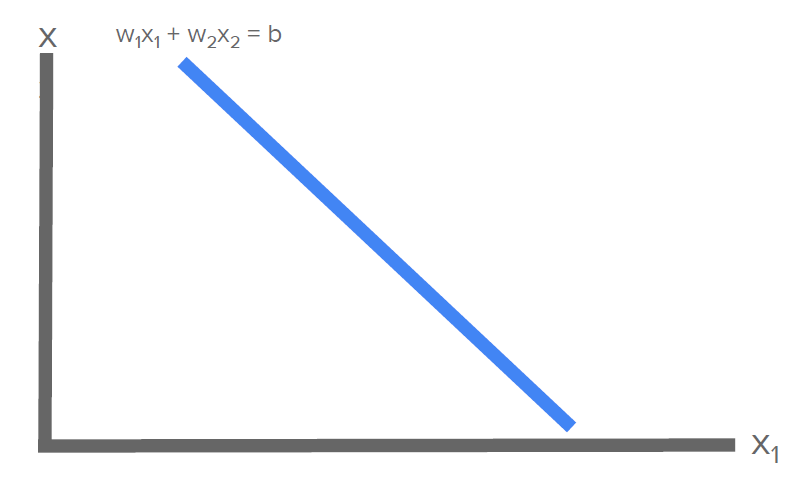 X
w₁x₁ + w₂x₂ = b
X₁